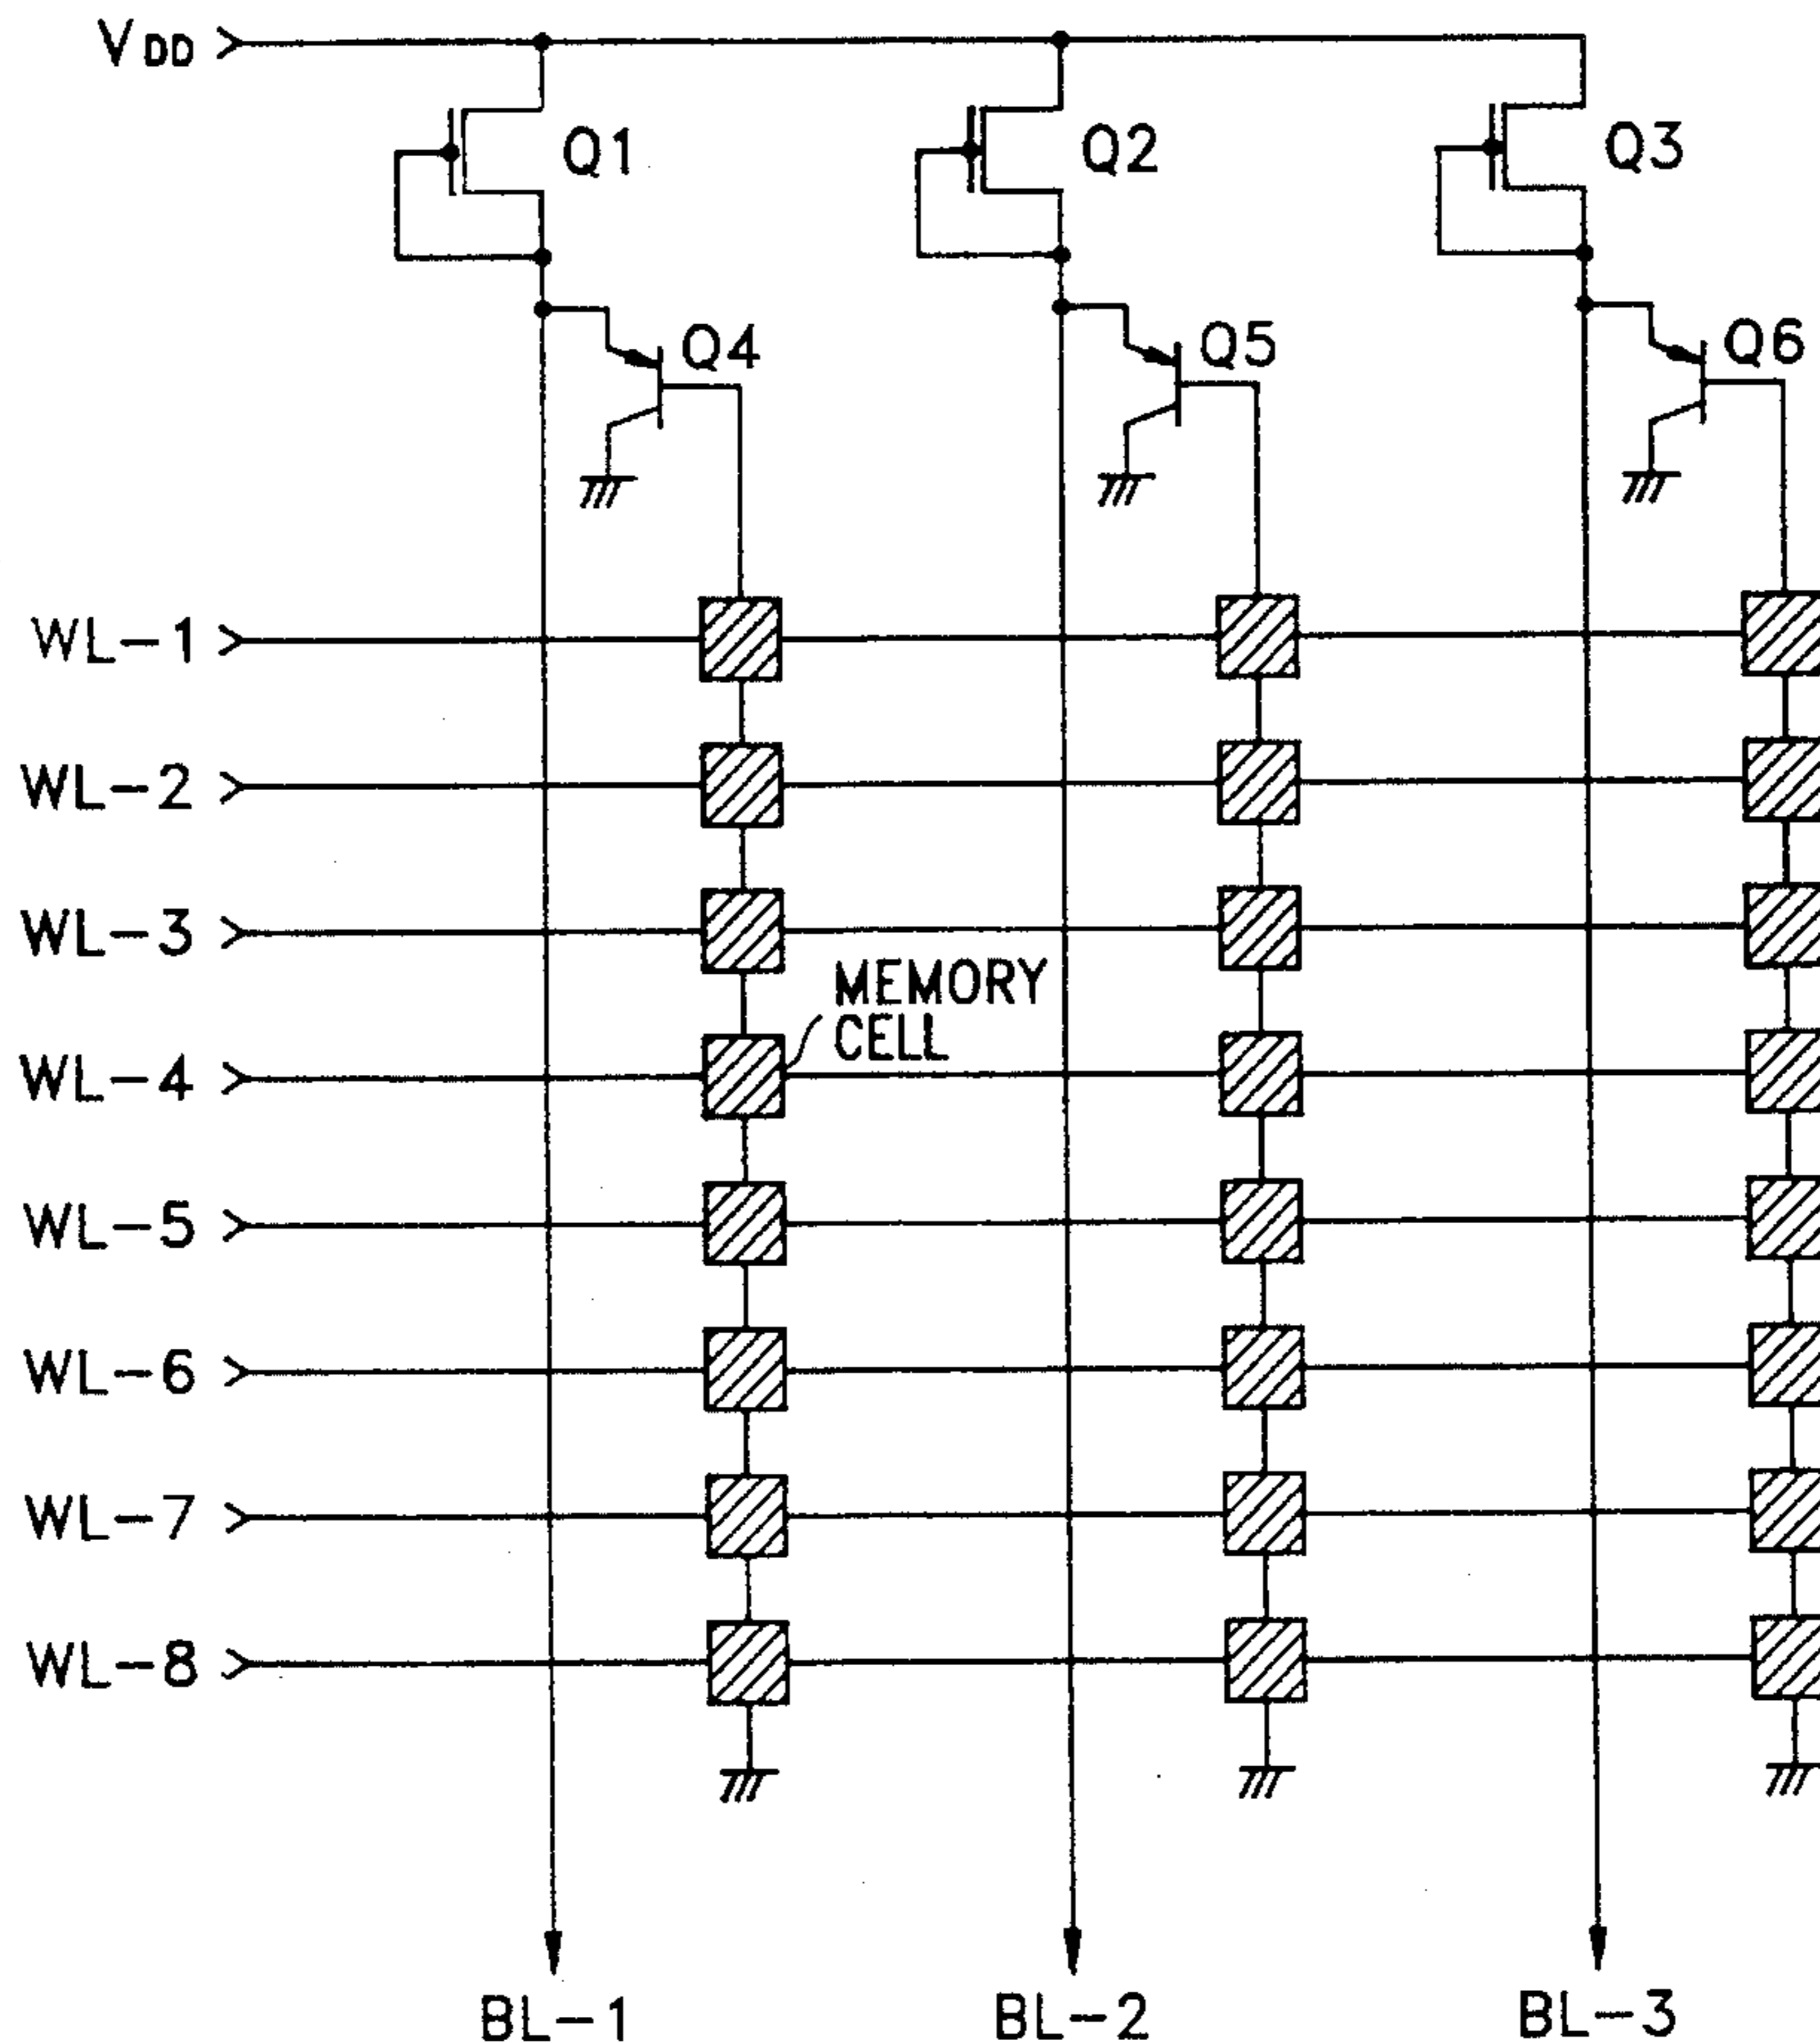 VDD
Q1
Q2
Q3
Q4
Q5
Q6
WL-1
WL-2
WL-3
MEMORY
CELL
WL-4
WL-5
WL-6
WL-7
WL-8
BL-1
BL-2
BL-3